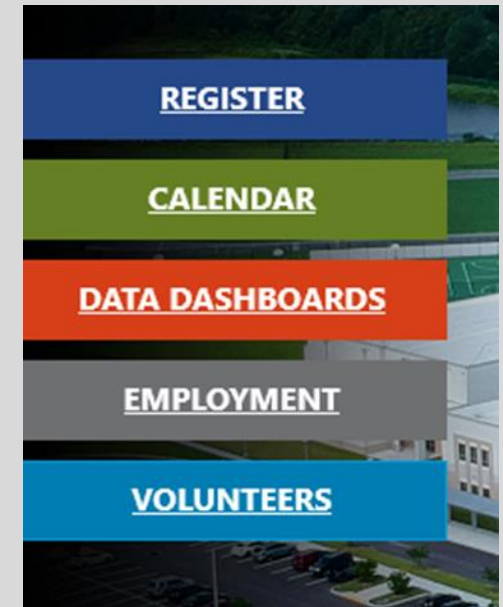 REGISTER
CALENDAR
DATA DASHBOARDS
EMPLOYMENT
VOLUNTEERS